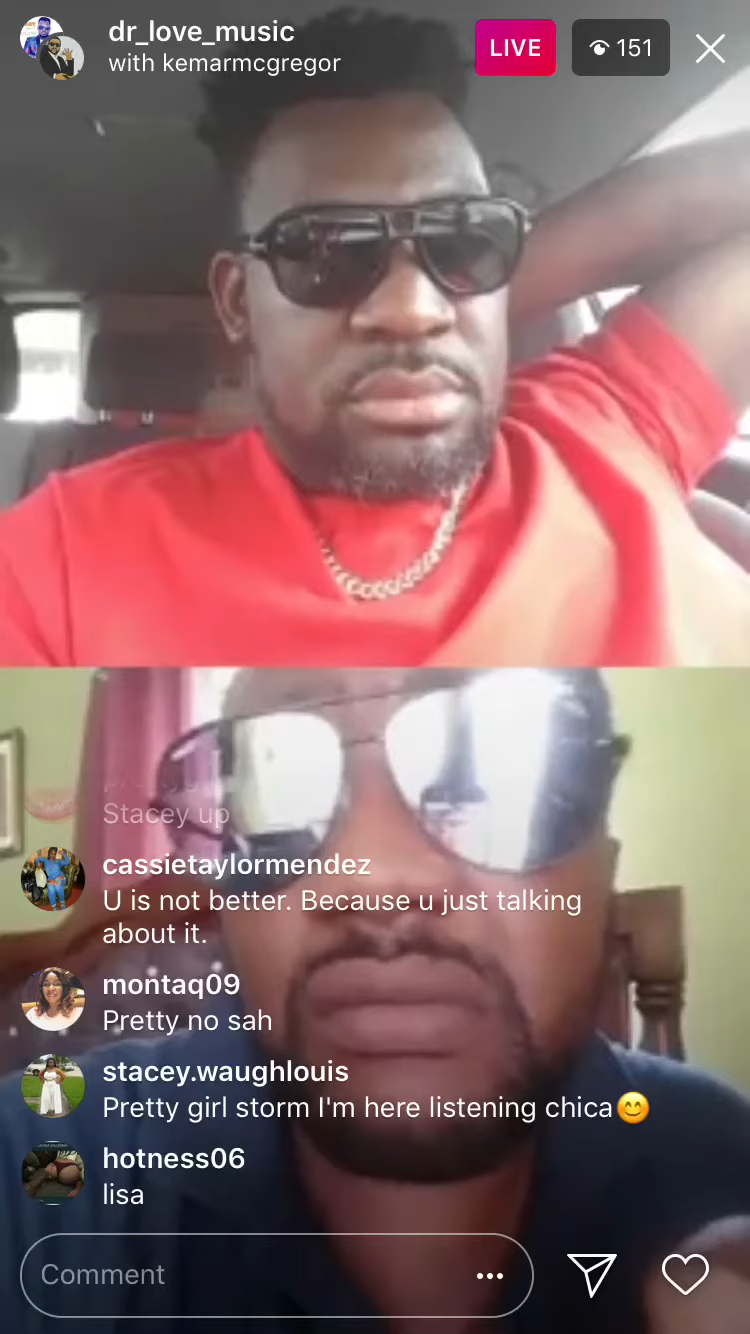 dr_love_music
with kemarmcgregor
LIVE
151
Stacey up
cassietaylormendez
U is not better. Because u just talking
about it.
montaq09
Pretty no sah
stacey.waughlouis
Pretty girl storm I'm here listening chica😊
hotness06
lisa
Comment